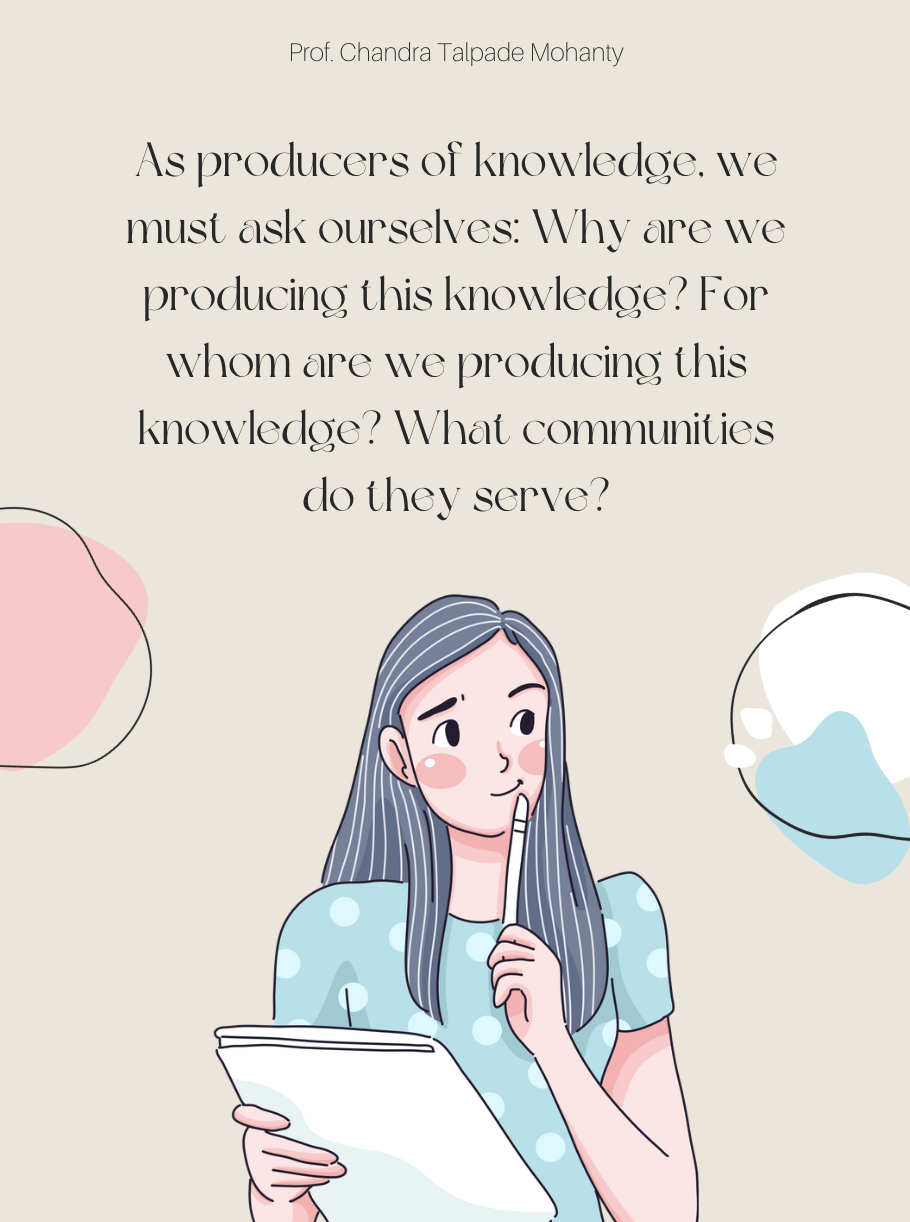 Prof. Chandra Talpade Mohanty
As producers of knowledge, we
must ask ourselves: Why are we
producing this knowledge? For
whom are we producing this
knowledge? What communities
do they serve?